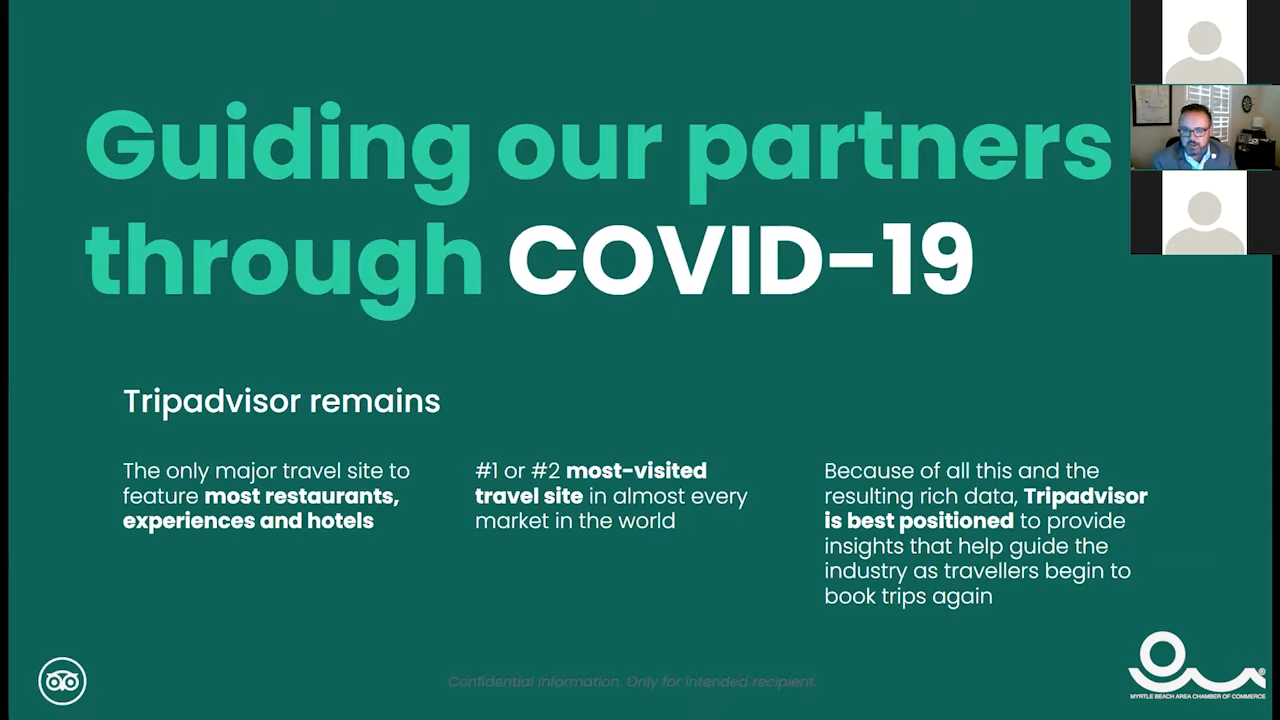 Guiding our partners
through COVID-19
Tripadvisor remains
The only major travel site to
feature most restaurants,
experiences and hotels
#1 or #2 most-visited
travel site in almost every
market in the world
Because of all this and the
resulting rich data, Tripadvisor
is best positioned to provide
insights that help guide the
industry as travellers begin to
book trips again
Confidential Information. Only for intended recipient.
MYRTLE BEACH AREA CHAMBER OF COMMERCE